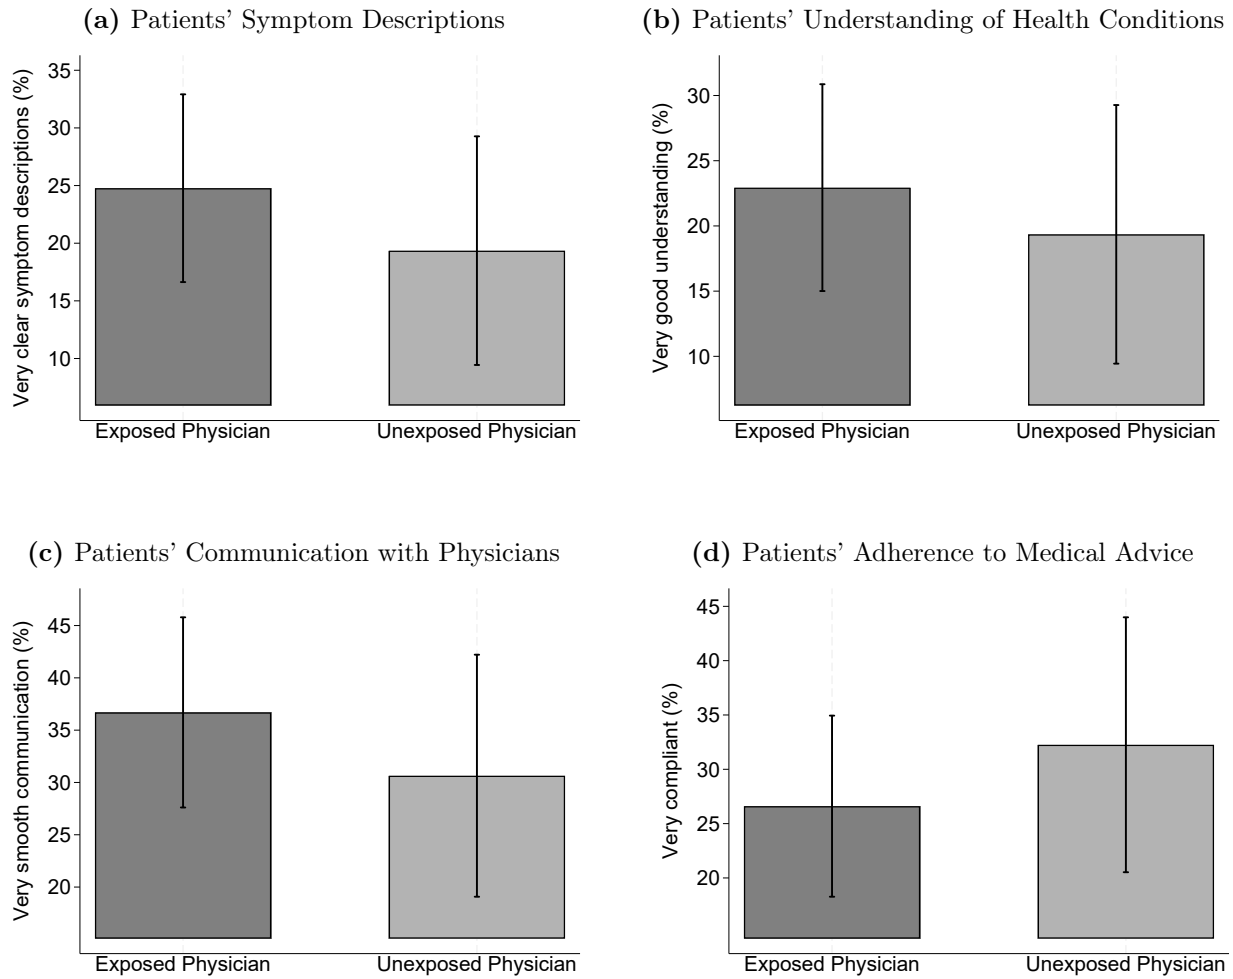 (a) Patients’ Symptom Descriptions
Very clear symptom descriptions (%)
35
30
25
20
15
10
Exposed Physician
Unexposed Physician
(b) Patients’ Understanding of Health Conditions
Very good understanding (%)
30
25
20
15
10
Exposed Physician
Unexposed Physician
(c) Patients’ Communication with Physicians
Very smooth communication (%)
45
40
35
30
25
20
Exposed Physician
Unexposed Physician
(d) Patients’ Adherence to Medical Advice
Very compliant (%)
45
40
35
30
25
20
Exposed Physician
Unexposed Physician